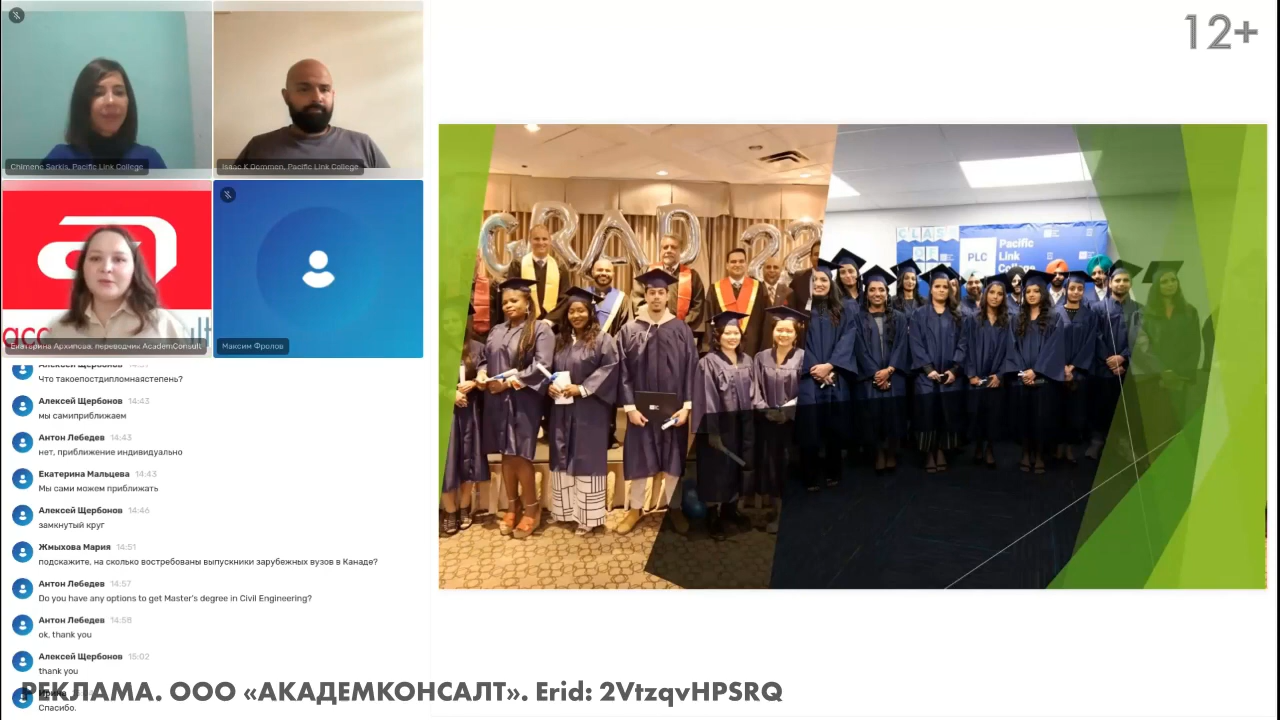 12+
Chimene Sarkis, Pacific Link College
Isaac K Oommen, Pacific Link College
Екатерина Архипова, переводчик AcademConsult
Максим Фролов
GRAD 22
CLASS
PLC
Pacific
Link
College
Алексей Щербонов
Что такоепостдипломнаястепень?
Алексей Щербонов 14:43
мы самиприближаем
Антон Лебедев 14:43
нет, приближение индивидуально
Екатерина Мальцева 14:43
Мы сами можем приближать
Алексей Щербонов 14:46
замкнутый круг
Жмыхова Мария 14:51
подскажите, на сколько востребованы выпускники зарубежных вузов в Канаде?
Антон Лебедев 14:57
Do you have any options to get Master's degree in Civil Engineering?
Антон Лебедев 14:58
ok, thank you
Алексей Щербонов 15:02
thank you
РЕКЛАМА. ООО «АКАДЕМКОНСАЛТ». Erid: 2VtzqvHPSRQ
Спасибо.